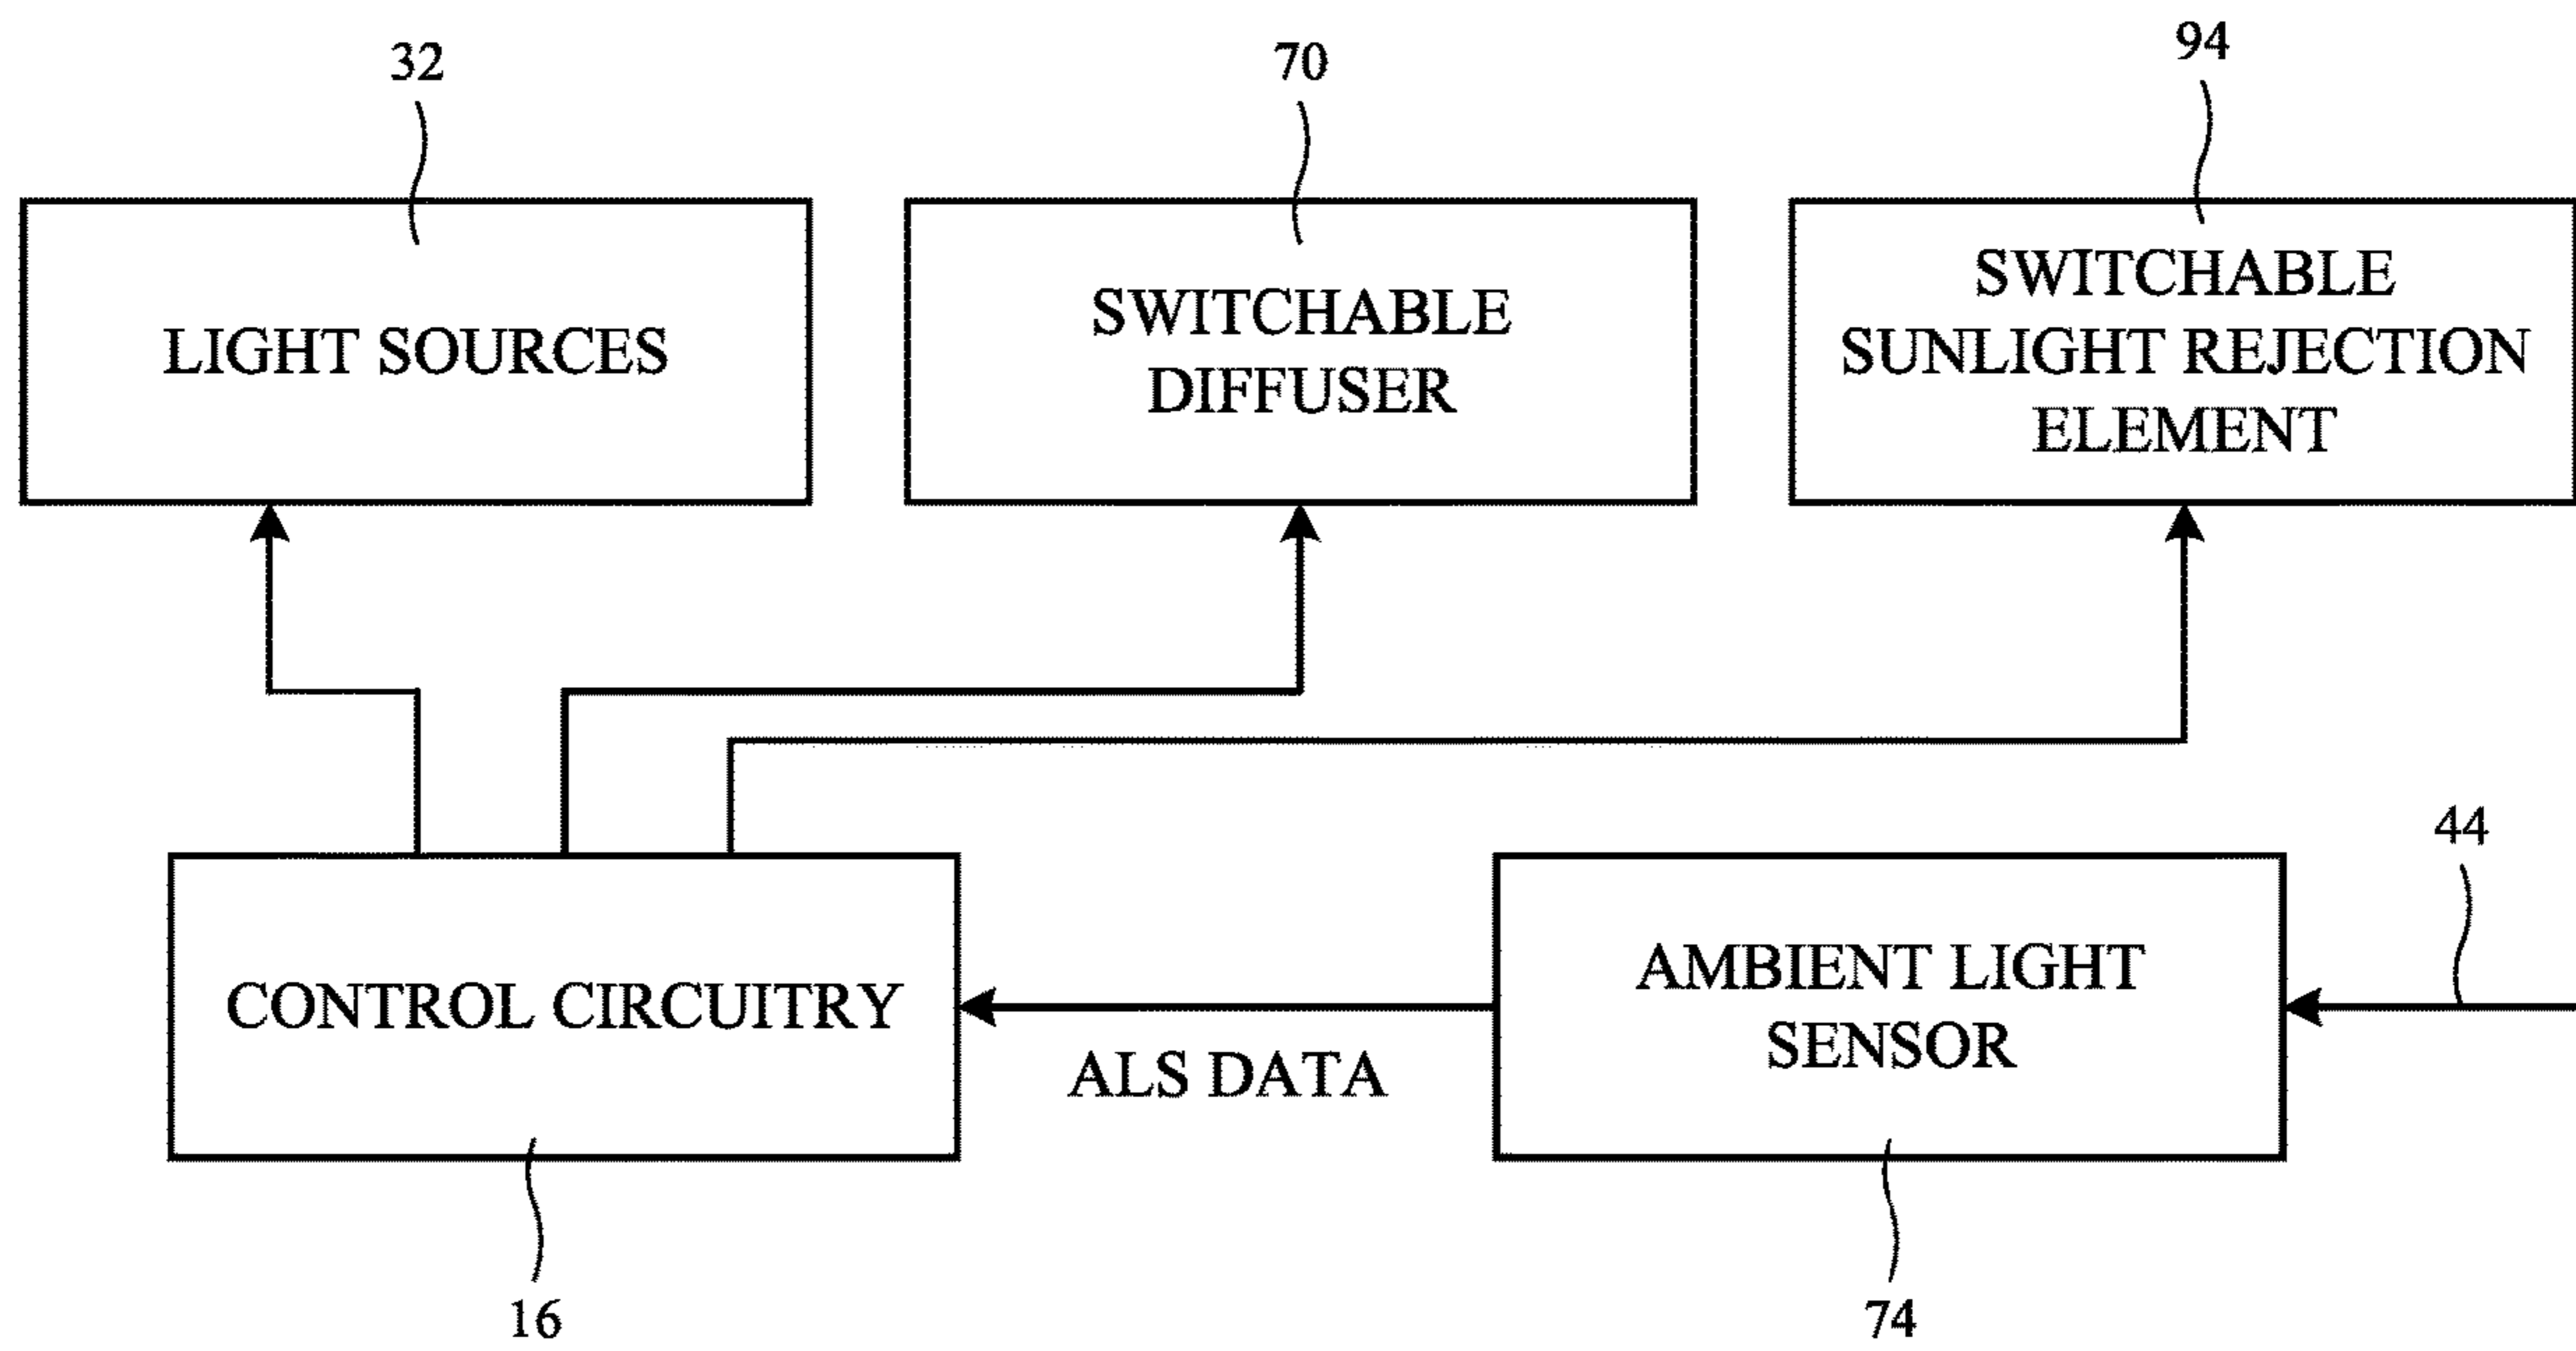 32
70
94
LIGHT SOURCES
SWITCHABLE
DIFFUSER
SWITCHABLE
SUNLIGHT REJECTION
ELEMENT
44
CONTROL CIRCUITRY
ALS DATA
AMBIENT LIGHT
SENSOR
16
74